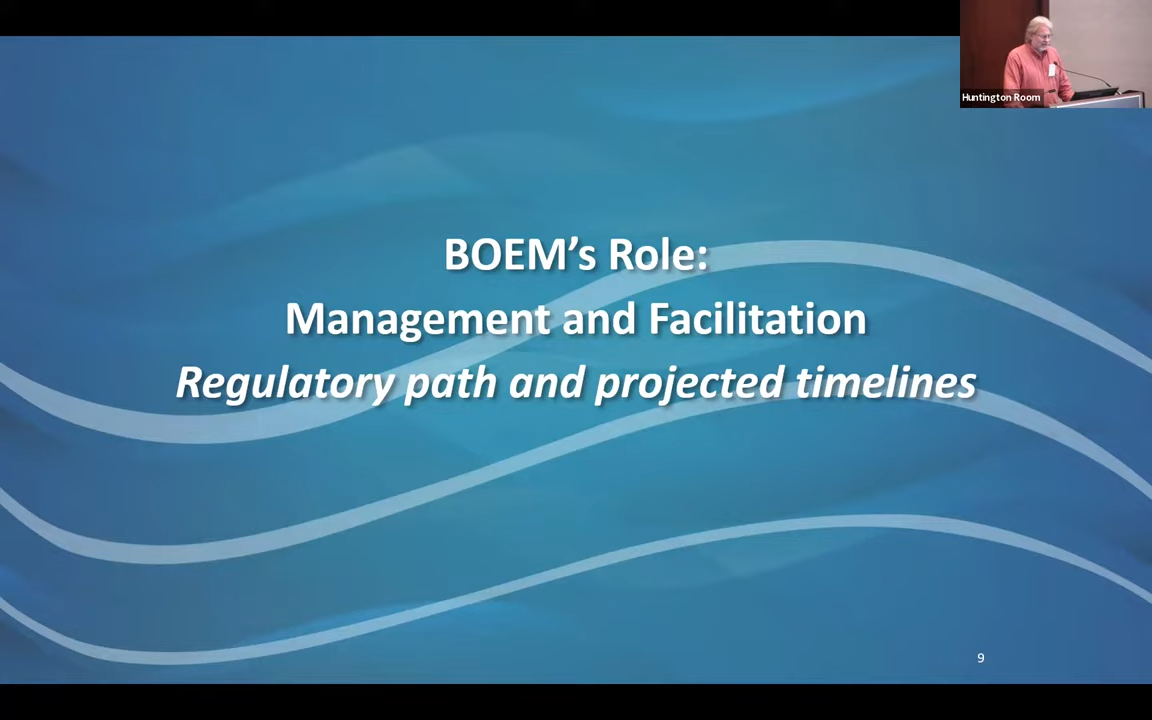 Huntington Room
BOEM’s Role:
Management and Facilitation
Regulatory path and projected timelines
9